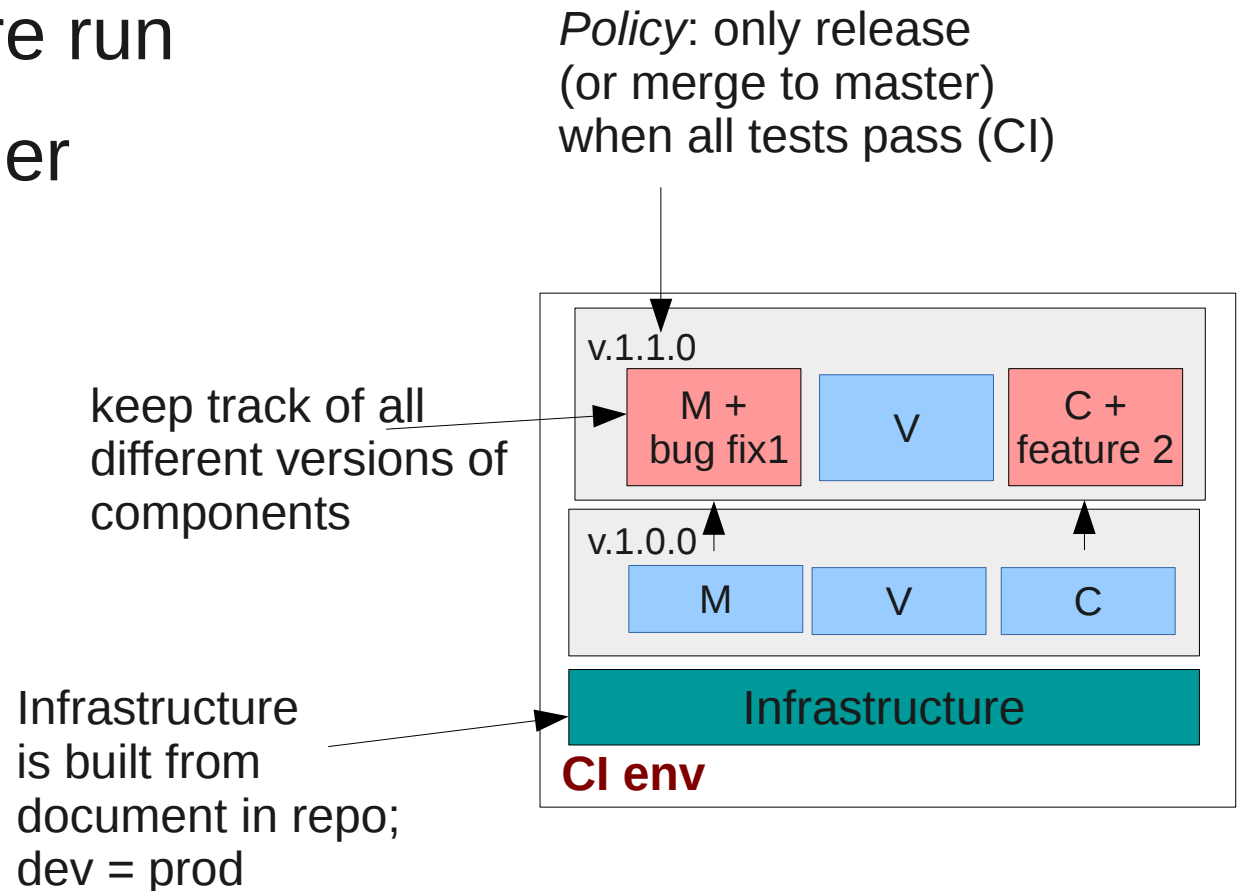 re run
er
Policy: only release
(or merge to master)
when all tests pass (CI)
keep track of all
different versions of
components
v.1.1.0
M +
bug fix1
V
C +
feature 2
v.1.0.0
M
V
C
Infrastructure
CI env
Infrastructure
is built from
document in repo;
dev = prod